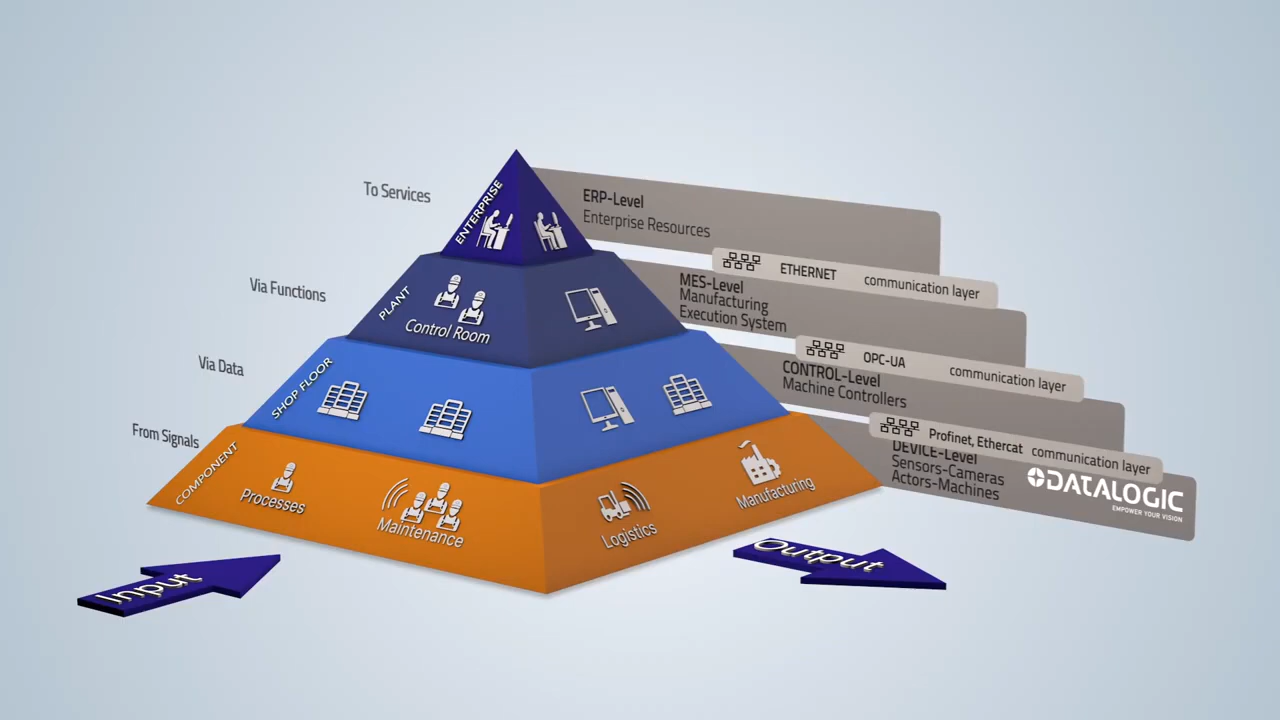 To Services
Via Functions
Via Data
From Signals
ENTERPRISE
PLANT
Control Room
SHOP FLOOR
COMPONENT
Processes
Maintenance
Logistics
Manufacturing
Input
Output
ERP-Level
Enterprise Resources
ETHERNET communication layer
MES-Level
Manufacturing
Execution System
OPC-UA communication layer
CONTROL-Level
Machine Controllers
Profinet, Ethercat communication layer
DEVICE-Level
Sensors-Cameras
Actors-Machines
DATALOGIC
EMPOWER YOUR VISION